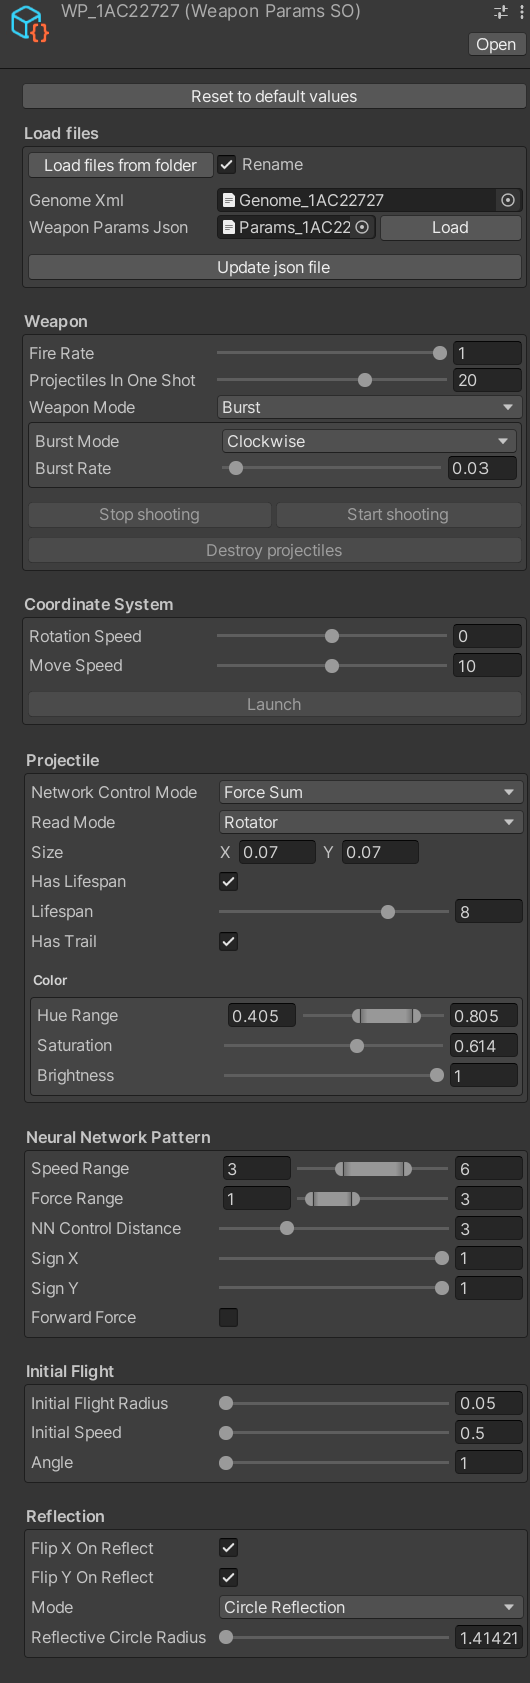 WP_1AC22727 (Weapon Params SO)
Open
Reset to default values
Load files
Load files from folder Rename
Genome Xml Genome_1AC22727
Weapon Params Json Params_1AC22 Load
Update json file
Weapon
Fire Rate 1
Projectiles In One Shot 20
Weapon Mode Burst
Burst Mode Clockwise
Burst Rate 0.03
Stop shooting Start shooting
Destroy projectiles
Coordinate System
Rotation Speed 0
Move Speed 10
Launch
Projectile
Network Control Mode Force Sum
Read Mode Rotator
Size X 0.07 Y 0.07
Has Lifespan
Lifespan 8
Has Trail
Color
Hue Range 0.405 0.805
Saturation 0.614
Brightness 1
Neural Network Pattern
Speed Range 3 6
Force Range 1 3
NN Control Distance 3
Sign X 1
Sign Y 1
Forward Force
Initial Flight
Initial Flight Radius 0.05
Initial Speed 0.5
Angle 1
Reflection
Flip X On Reflect
Flip Y On Reflect
Mode Circle Reflection
Reflective Circle Radius 1.41421